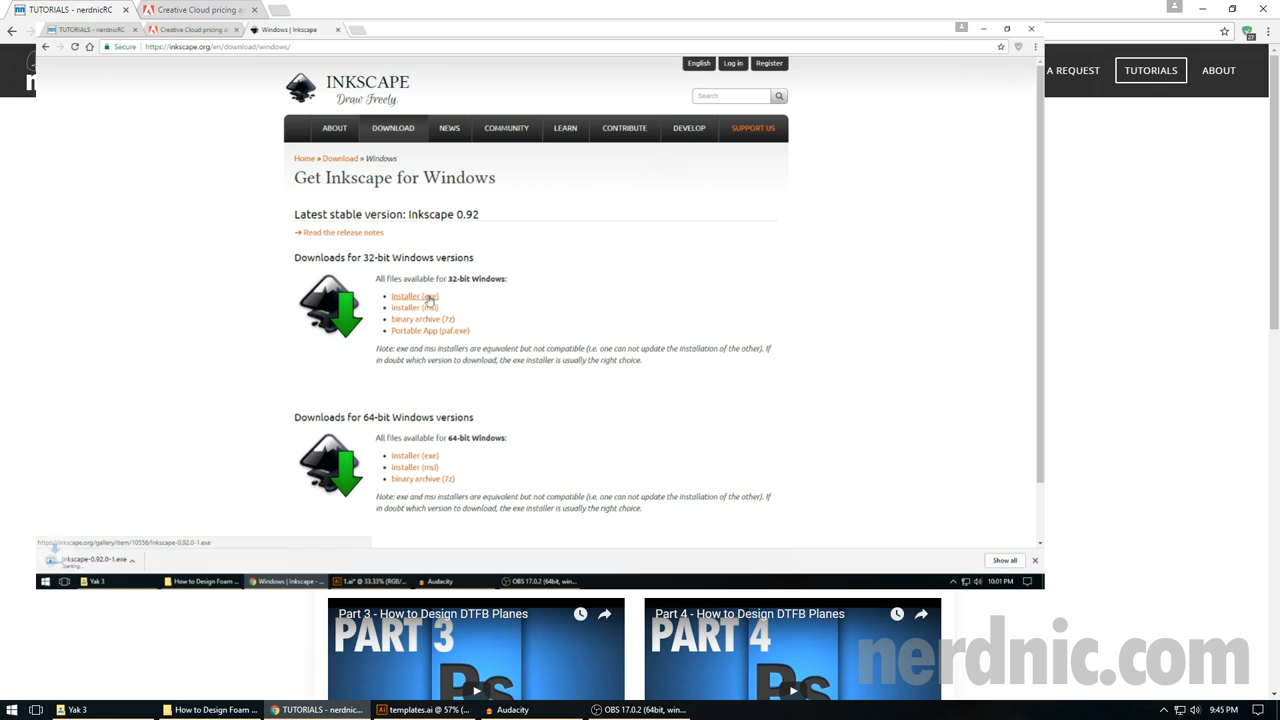 TUTORIALS - nerdnicRC
Creative Cloud pricing an
TUTORIALS - nerdnicRC
Creative Cloud pricing an
Windows | Inkscape
Secure
https://inkscape.org/en/download/windows/
27
A REQUEST
TUTORIALS
ABOUT
English
Log in
Register
INKSCAPE
Draw Freely.
Search
ABOUT
DOWNLOAD
NEWS
COMMUNITY
LEARN
CONTRIBUTE
DEVELOP
SUPPORT US
Home » Download » Windows
Get Inkscape for Windows
Latest stable version: Inkscape 0.92
➔ Read the release notes
Downloads for 32-bit Windows versions
All files available for 32-bit Windows:
• installer (exe)
• installer (msi)
• binary archive (7z)
• Portable App (paf.exe)
Note: exe and msi installers are equivalent but not compatible (i.e. one can not update the installation of the other). If
in doubt which version to download, the exe installer is usually the right choice.
Downloads for 64-bit Windows versions
All files available for 64-bit Windows:
• installer (exe)
• installer (msi)
• binary archive (7z)
Note: exe and msi installers are equivalent but not compatible (i.e. one can not update the installation of the other). If
in doubt which version to download, the exe installer is usually the right choice.
https://inkscape.org/gallery/item/10556/Inkscape-0.92.0-1.exe
Inkscape-0.92.0-1.exe
Starting...
Show all
Yak 3
How to Design Foam ...
Windows | Inkscape - ...
1.ai* @ 33.33% (RGB/...
Audacity
OBS 17.0.2 (64bit, win...
10:01 PM
Part 3 - How to Design DTFB Planes
PART 3
Part 4 - How to Design DTFB Planes
PART 4
nerdnic.com
Yak 3
How to Design Foam ...
TUTORIALS - nerdnic...
templates.ai @ 57% (...
Audacity
OBS 17.0.2 (64bit, win...
9:45 PM